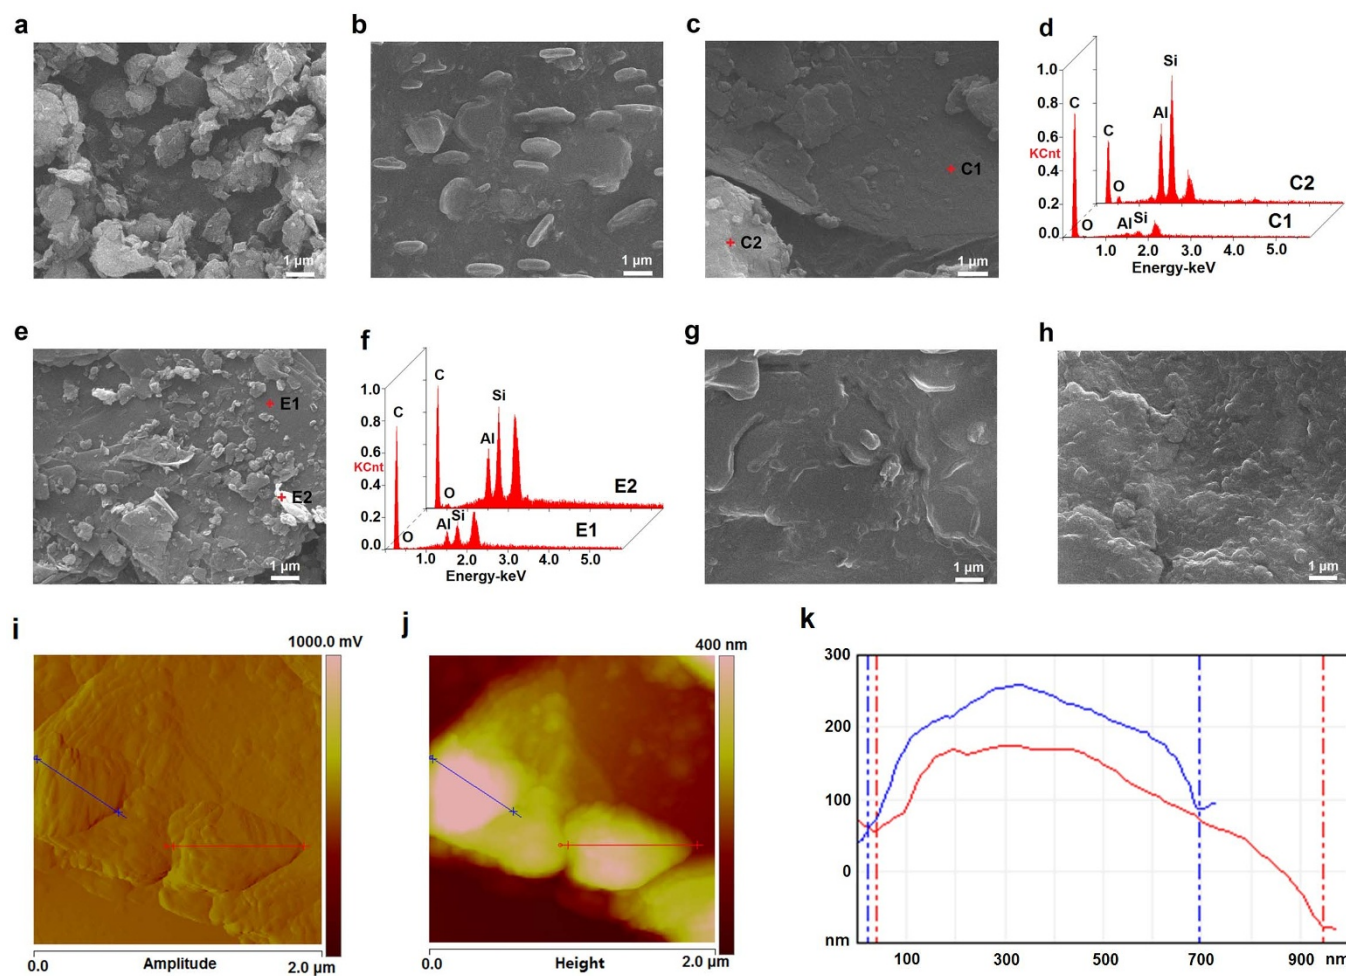 a
b
c
d
1 µm
1 µm
C1
C2
1 µm
1.0
0.8
0.6
KCnt
0.4
0.2
0.0
C
O
Al
Si
C
O
Al
Si
C2
C1
1.0 2.0 3.0 4.0 5.0
Energy-keV
e
f
g
h
E1
E2
1 µm
1.0
0.8
0.6
KCnt
0.4
0.2
0.0
C
O
Al
Si
C
O
Al
Si
E2
E1
1.0 2.0 3.0 4.0 5.0
Energy-keV
1 µm
1 µm
i
1000.0 mV
0.0 Amplitude 2.0 µm
j
400 nm
0.0 Height 2.0 µm
k
300
200
100
0
nm
100 300 500 700 900 nm